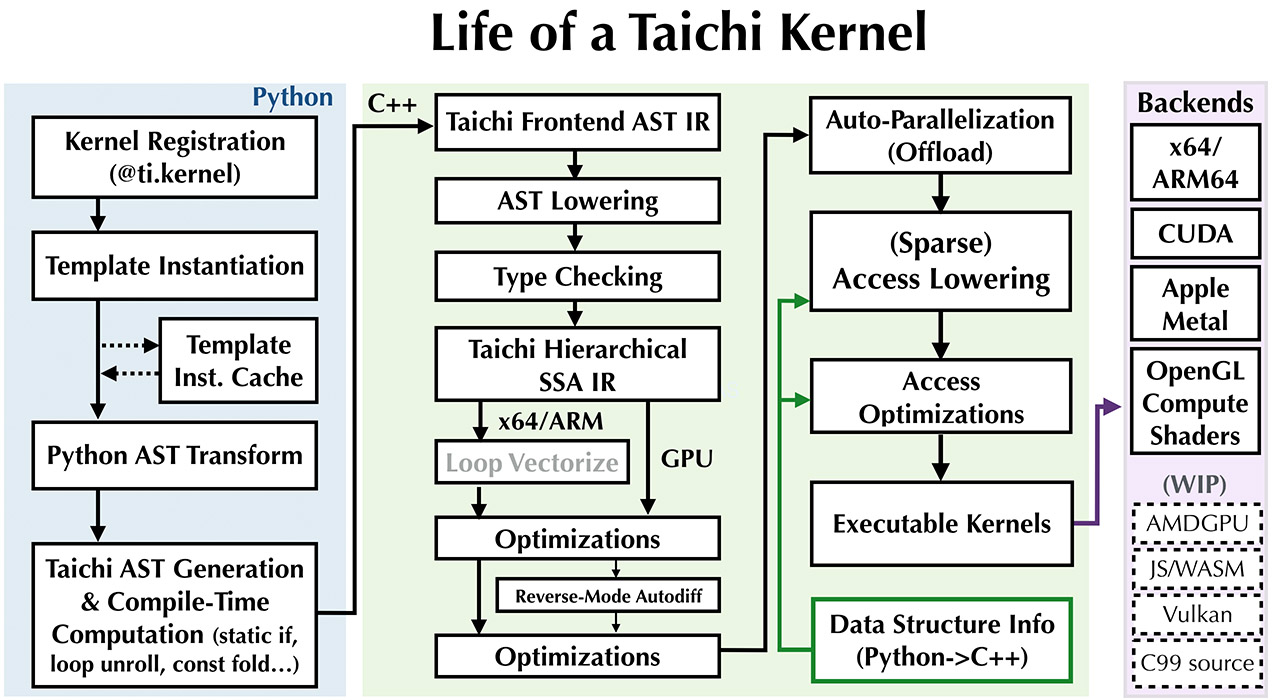 Life of a Taichi Kernel
Python
Kernel Registration
(@ti.kernel)
Template Instantiation
Template
Inst. Cache
Python AST Transform
Taichi AST Generation
& Compile-Time
Computation (static if,
loop unroll, const fold…)
C++
Taichi Frontend AST IR
AST Lowering
Type Checking
Taichi Hierarchical
SSA IR
x64/ARM
Loop Vectorize
GPU
Optimizations
Reverse-Mode Autodiff
Optimizations
Auto-Parallelization
(Offload)
(Sparse)
Access Lowering
Access
Optimizations
Executable Kernels
Data Structure Info
(Python->C++)
Backends
x64/
ARM64
CUDA
Apple
Metal
OpenGL
Compute
Shaders
(WIP)
AMDGPU
JS/WASM
Vulkan
C99 source